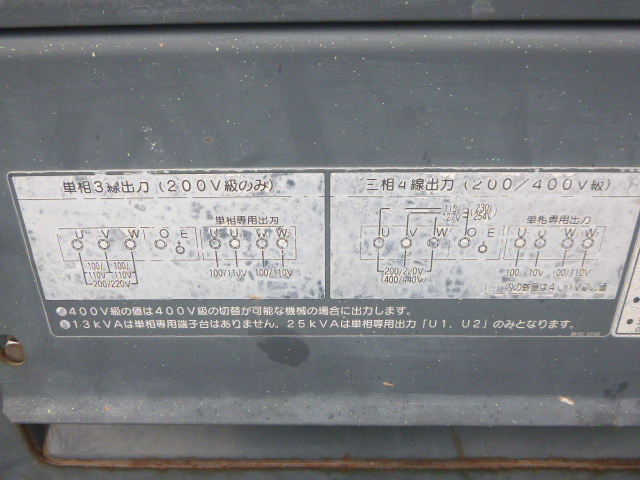 単相3線出力(200V級のみ)
単相専用出力
U V W O E U U W W
100/110V 100/110V
200/220V
100/110V 100/110V
三相4線出力(200/400V級)
単相専用出力
U V W O E U U W W
200/220V
(400/440V)
100/110V 100/110V
400V級の値は400V級の切替が可能な機械の場合に出力します。
13kVAは単相専用端子台はありません。25kVAは単相専用出力「U1、U2」のみとなります。